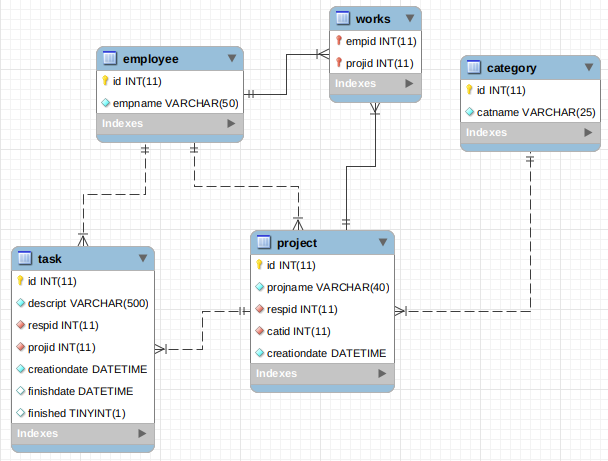 works
empid INT(11)
projid INT(11)
Indexes
employee
id INT(11)
empname VARCHAR(50)
Indexes
category
id INT(11)
catname VARCHAR(25)
Indexes
task
id INT(11)
descript VARCHAR(500)
respid INT(11)
projid INT(11)
creationdate DATETIME
finishdate DATETIME
finished TINYINT(1)
Indexes
project
id INT(11)
projname VARCHAR(40)
respid INT(11)
catid INT(11)
creationdate DATETIME
Indexes